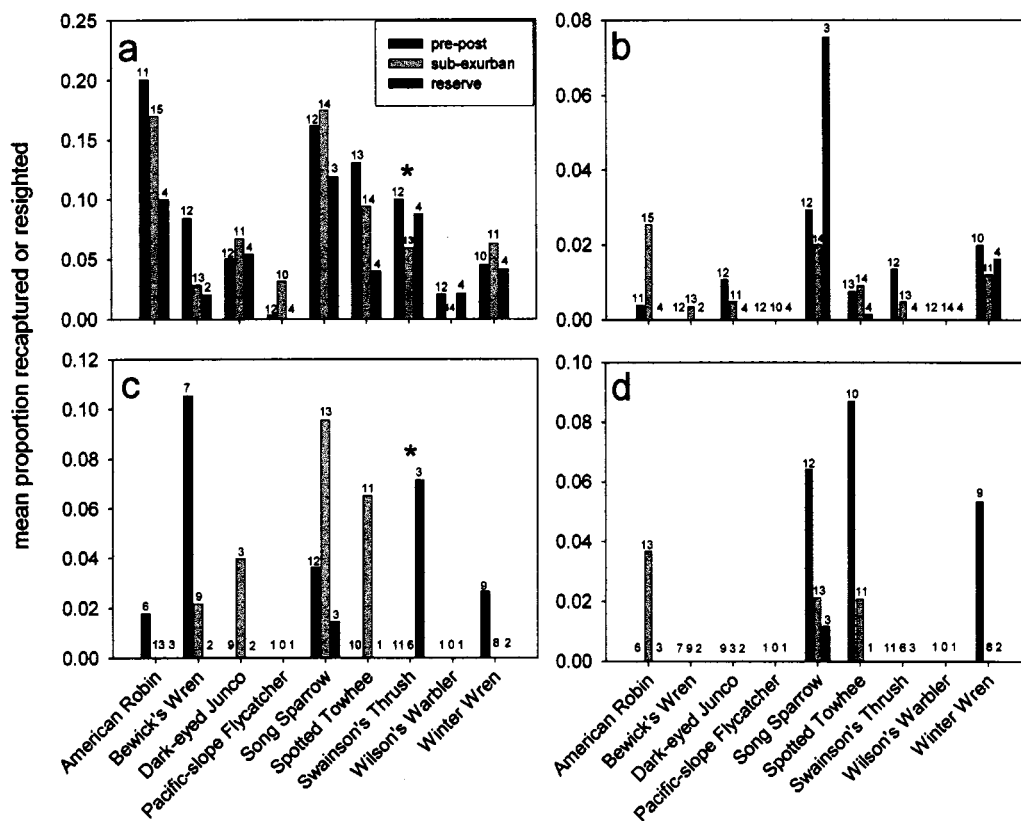 mean proportion recaptured or resighted
a
0.25
0.20
0.15
0.10
0.05
0.00
pre-post
sub-exurban
reserve
11 15 4
12 13 2
12 11 4
12 10 4
12 14 3
13 14 4
*
12 13 4
12 14 4
10 11 4
b
0.08
0.06
0.04
0.02
0.00
11 15 4
12 13 2
12 11 4
12 10 4
12 14 3
13 14 4
12 13 4
12 14 4
10 11 4
c
0.12
0.10
0.08
0.06
0.04
0.02
0.00
6 13 3
7 9 2
9 3 2
1 0 1
12 13 3
10 11 1
*
11 6 3
1 0 1
9 8 2
American Robin
Bewick's Wren
Dark-eyed Junco
Pacific-slope Flycatcher
Song Sparrow
Spotted Towhee
Swainson's Thrush
Wilson's Warbler
Winter Wren
d
0.10
0.08
0.06
0.04
0.02
0.00
6 13 3
7 9 2
9 3 2
1 0 1
12 13 3
10 11 1
11 6 3
1 0 1
9 8 2
American Robin
Bewick's Wren
Dark-eyed Junco
Pacific-slope Flycatcher
Song Sparrow
Spotted Towhee
Swainson's Thrush
Wilson's Warbler
Winter Wren